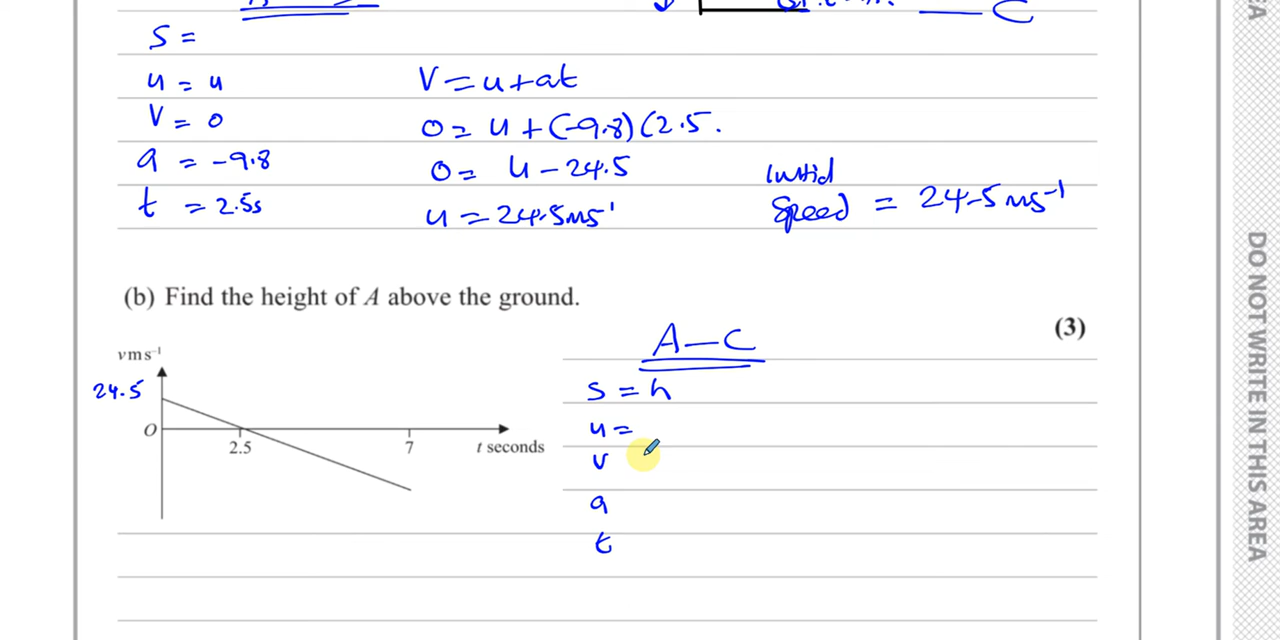 C
S =
u = u
V = u+at
V = 0
0 = u + (-9.8)(2.5.
a = -9.8
0 = u - 24.5
t = 2.5s
u = 24.5ms⁻¹
Initial
Speed = 24.5ms⁻¹
(b) Find the height of A above the ground.
(3)
A — C
v m s⁻¹
24.5
O
2.5
7
t seconds
s = h
u =
v
a
t
EA
DO NOT WRITE IN THIS AREA